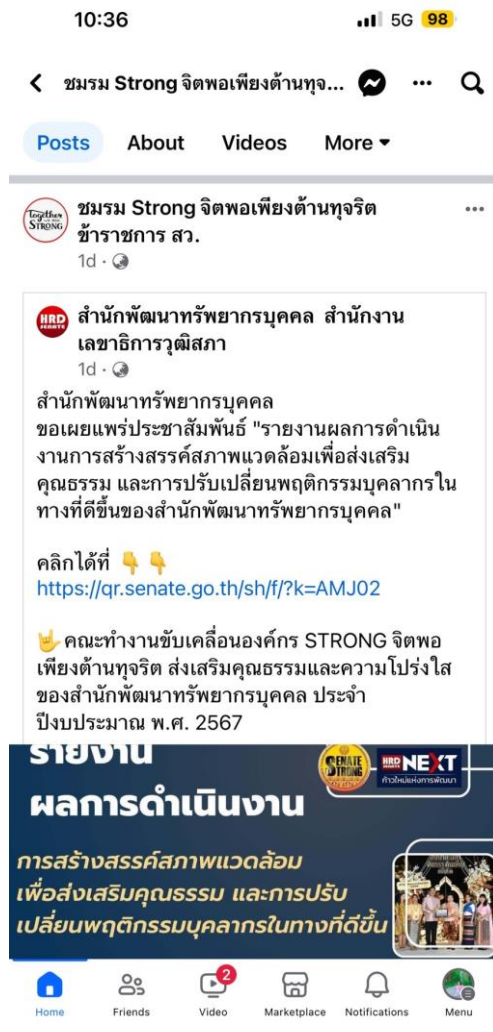 10:36
5G 98
ชมรม Strong จิตพอเพียงต้านทุจ...
Posts About Videos More
Together
STRONG
ชมรม Strong จิตพอเพียงต้านทุจริต
ข้าราชการ สว.
1d ·
HRD
SENATE
สำนักพัฒนาทรัพยากรบุคคล สำนักงาน
เลขาธิการวุฒิสภา
1d ·
สำนักพัฒนาทรัพยากรบุคคล
ขอเผยแพร่ประชาสัมพันธ์ "รายงานผลการดำเนิน
งานการสร้างสรรค์สภาพแวดล้อมเพื่อส่งเสริม
คุณธรรม และการปรับเปลี่ยนพฤติกรรมบุคลากรใน
ทางที่ดีขึ้นของสำนักพัฒนาทรัพยากรบุคคล"
คลิกได้ที่ 👇 👇
https://qr.senate.go.th/sh/f/?k=AMJ02
🤟 คณะทำงานขับเคลื่อนองค์กร STRONG จิตพอ
เพียงต้านทุจริต ส่งเสริมคุณธรรมและความโปร่งใส
ของสำนักพัฒนาทรัพยากรบุคคล ประจำ
ปีงบประมาณ พ.ศ. 2567
รายงาน
ผลการดำเนินงาน
SENATE
STRONG
HRD
SENATE
NEXT
ก้าวใหม่แห่งการพัฒนา
การสร้างสรรค์สภาพแวดล้อม
เพื่อส่งเสริมคุณธรรม และการปรับ
เปลี่ยนพฤติกรรมบุคลากรในทางที่ดีขึ้น
2
Home Friends Video Marketplace Notifications Menu